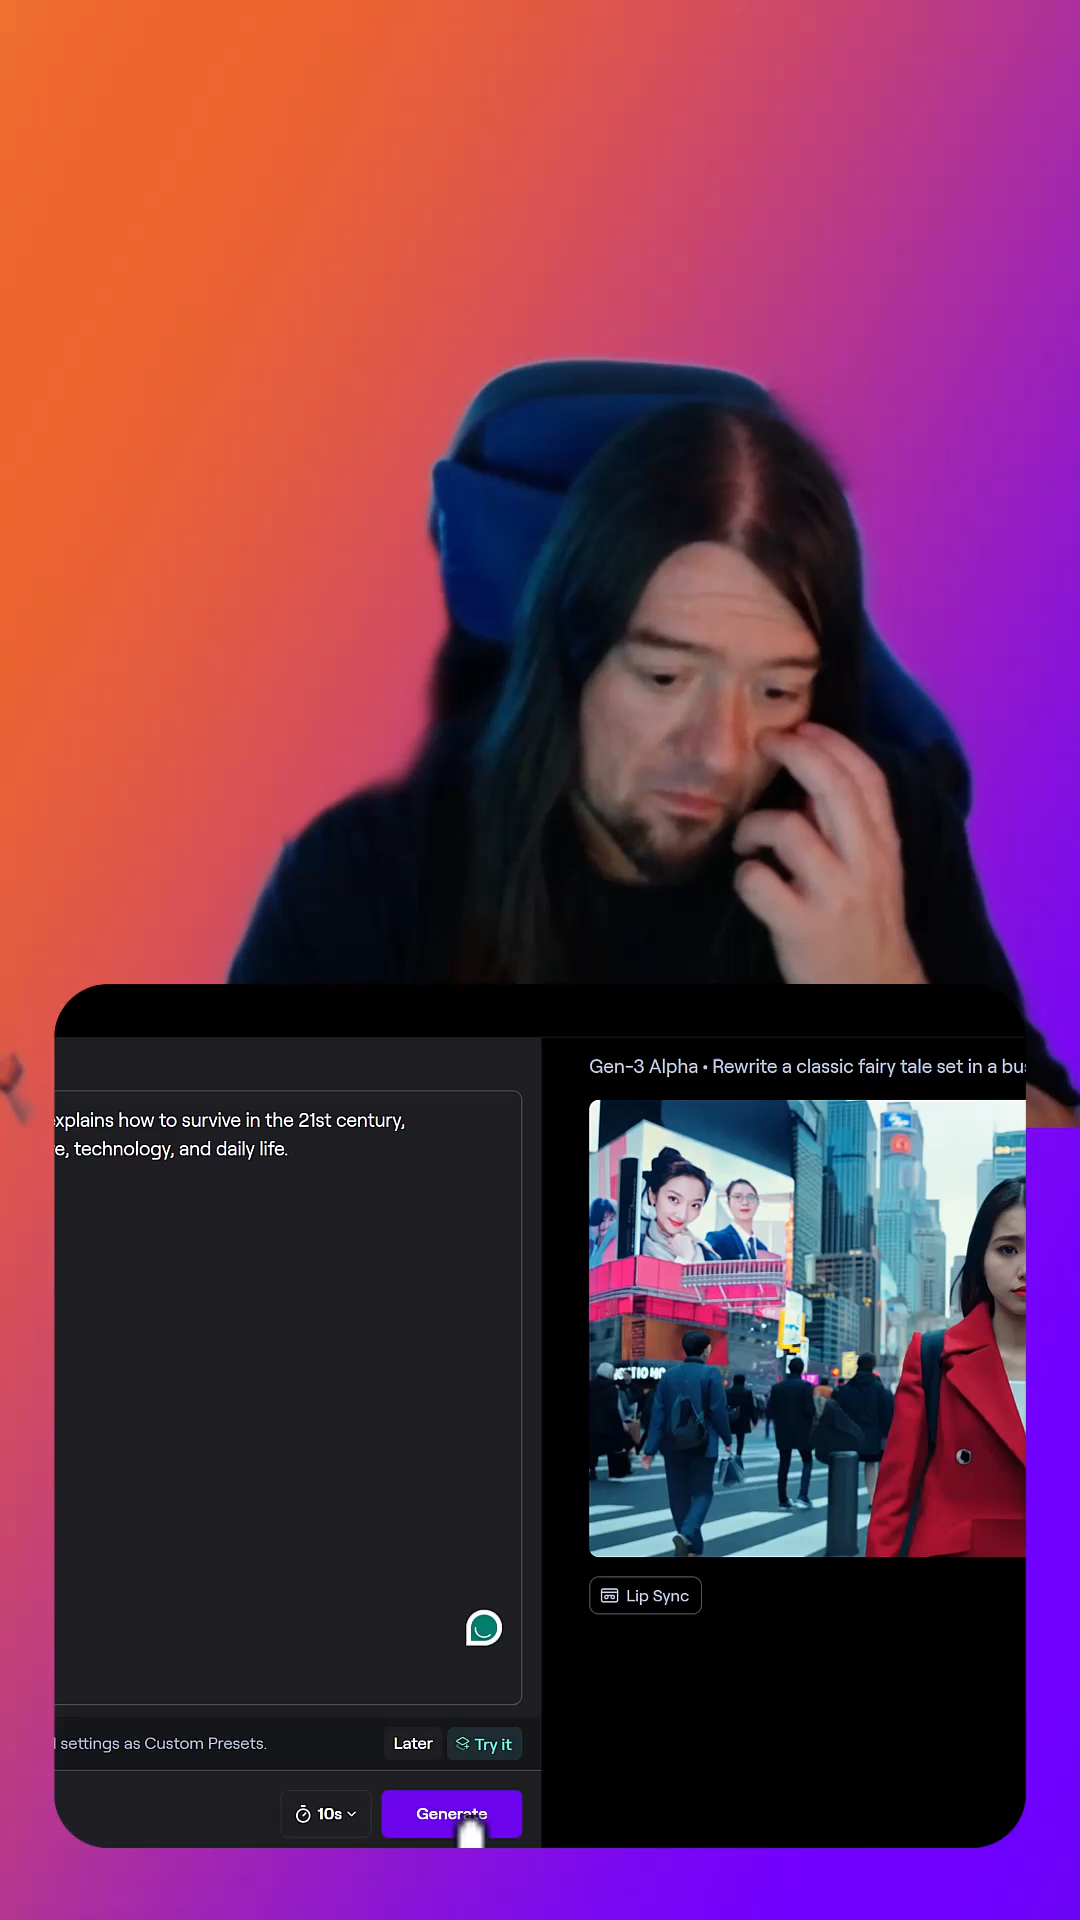 Gen-3 Alpha • Rewrite a classic fairy tale set in a bu
xplains how to survive in the 21st century,
e, technology, and daily life.
Lip Sync
settings as Custom Presets.
Later
Try it
10s
Generate